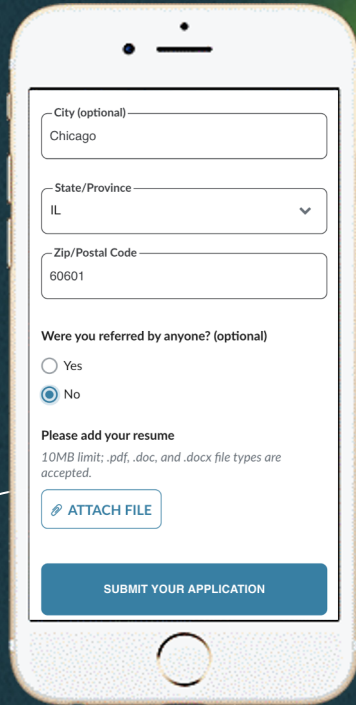 City (optional)
Chicago
State/Province
IL
Zip/Postal Code
60601
Were you referred by anyone? (optional)
Yes
No
Please add your resume
10MB limit; .pdf, .doc, and .docx file types are
accepted.
ATTACH FILE
SUBMIT YOUR APPLICATION